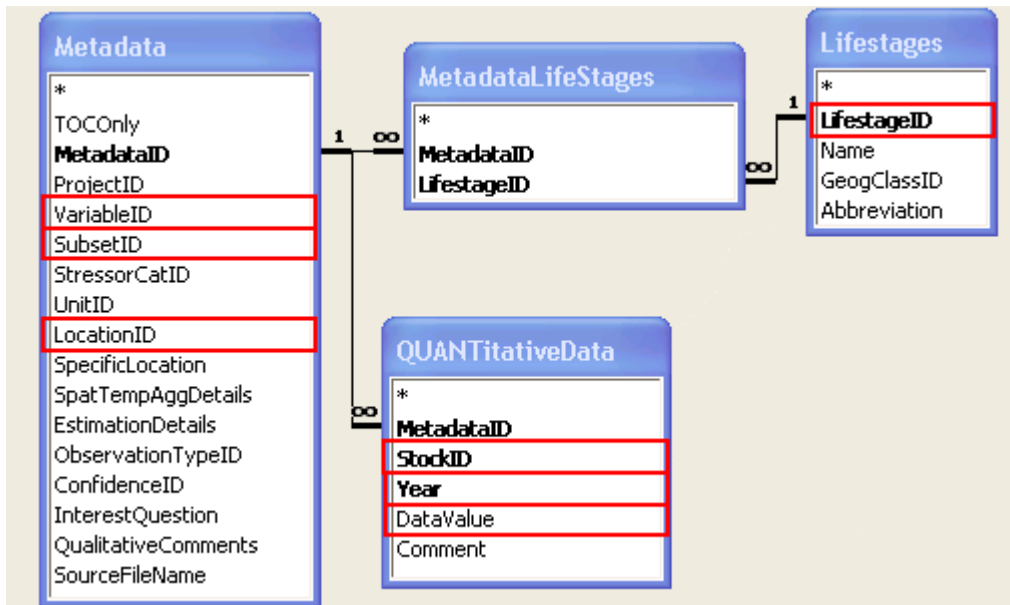 Metadata
*
TOCOnly
MetadataID
ProjectID
VariableID
SubsetID
StressorCatID
UnitID
LocationID
SpecificLocation
SpatTempAggDetails
EstimationDetails
ObservationTypeID
ConfidenceID
InterestQuestion
QualitativeComments
SourceFileName
1
∞
∞
MetadataLifeStages
*
MetadataID
LifestageID
1
∞
Lifestages
*
LifestageID
Name
GeogClassID
Abbreviation
QUANTitativeData
*
MetadataID
StockID
Year
DataValue
Comment